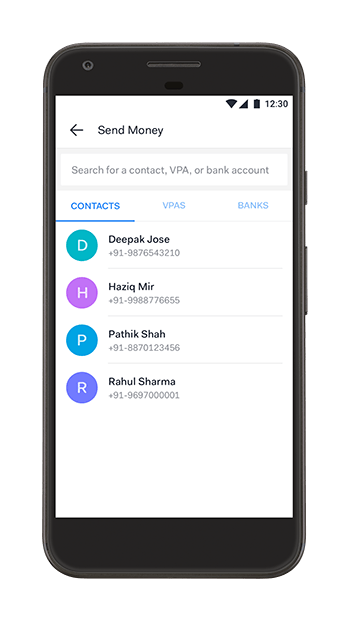 12:30
Send Money
Search for a contact, VPA, or bank account
CONTACTS VPAS BANKS
D Deepak Jose
+91-9876543210
H Haziq Mir
+91-9988776655
P Pathik Shah
+91-8870123456
R Rahul Sharma
+91-9697000001